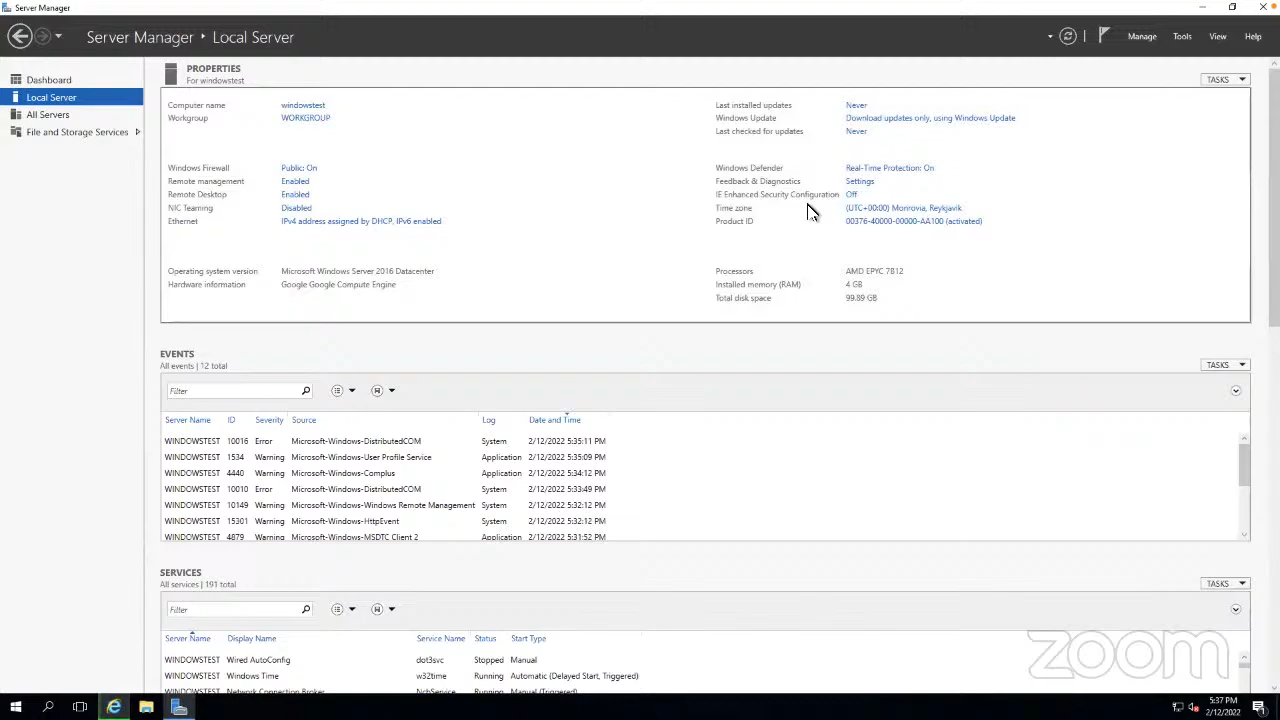 Server Manager
Server Manager ‣ Local Server
Manage Tools View Help
Dashboard
Local Server
All Servers
File and Storage Services
PROPERTIES
For windowstest
TASKS
Computer name windowstest
Workgroup WORKGROUP
Last installed updates Never
Windows Update Download updates only, using Windows Update
Last checked for updates Never
Windows Firewall Public: On
Remote management Enabled
Remote Desktop Enabled
NIC Teaming Disabled
Ethernet IPv4 address assigned by DHCP, IPv6 enabled
Windows Defender Real-Time Protection: On
Feedback & Diagnostics Settings
IE Enhanced Security Configuration Off
Time zone (UTC+00:00) Monrovia, Reykjavik
Product ID 00376-40000-00000-AA100 (activated)
Operating system version Microsoft Windows Server 2016 Datacenter
Hardware information Google Google Compute Engine
Processors AMD EPYC 7B12
Installed memory (RAM) 4 GB
Total disk space 99.89 GB
EVENTS
All events | 12 total
TASKS
Filter
Server Name ID Severity Source Log Date and Time
WINDOWSTEST 10016 Error Microsoft-Windows-DistributedCOM System 2/12/2022 5:35:11 PM
WINDOWSTEST 1534 Warning Microsoft-Windows-User Profile Service Application 2/12/2022 5:35:09 PM
WINDOWSTEST 4440 Warning Microsoft-Windows-Complus Application 2/12/2022 5:34:12 PM
WINDOWSTEST 10010 Error Microsoft-Windows-DistributedCOM System 2/12/2022 5:33:49 PM
WINDOWSTEST 10149 Warning Microsoft-Windows-Windows Remote Management System 2/12/2022 5:32:12 PM
WINDOWSTEST 15301 Warning Microsoft-Windows-HttpEvent System 2/12/2022 5:32:12 PM
WINDOWSTEST 4879 Warning Microsoft-Windows-MSDTC Client 2 Application 2/12/2022 5:31:52 PM
SERVICES
All services | 191 total
TASKS
Filter
Server Name Display Name Service Name Status Start Type
WINDOWSTEST Wired AutoConfig dot3svc Stopped Manual
WINDOWSTEST Windows Time w32time Running Automatic (Delayed Start, Triggered)
WINDOWSTEST Network Connection Broker NcbService Running Manual (Triggered)
zoom
5:37 PM
2/12/2022